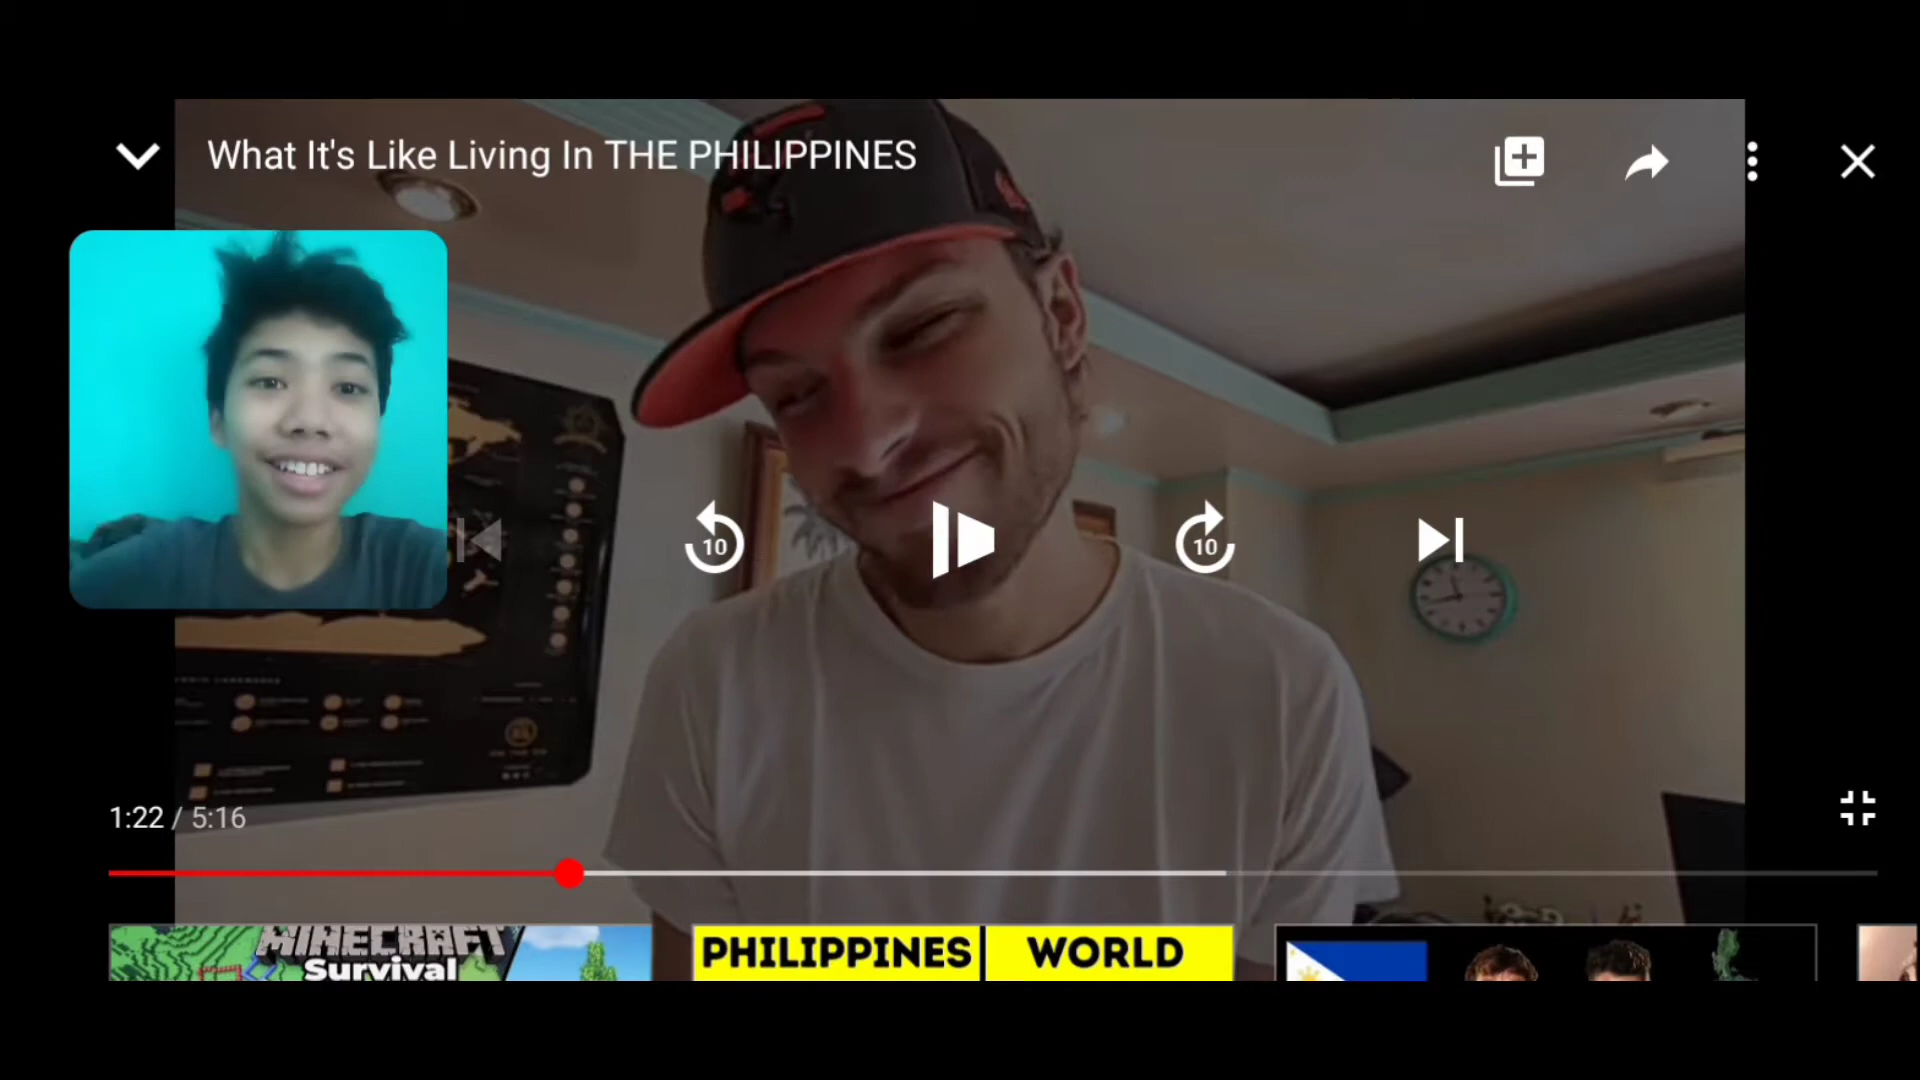 What It's Like Living In THE PHILIPPINES
10
10
1:22 / 5:16
MINECRAFT
Survival
PHILIPPINES
WORLD